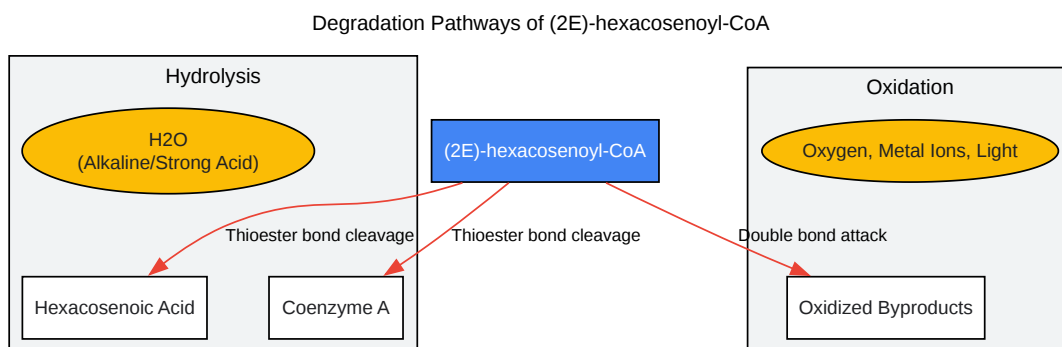 Degradation Pathways of (2E)-hexacosenoyl-CoA
Hydrolysis
H2O
(Alkaline/Strong Acid)
(2E)-hexacosenoyl-CoA
Oxidation
Oxygen, Metal Ions, Light
Thioester bond cleavage
Thioester bond cleavage
Double bond attack
Hexacosenoic Acid
Coenzyme A
Oxidized Byproducts